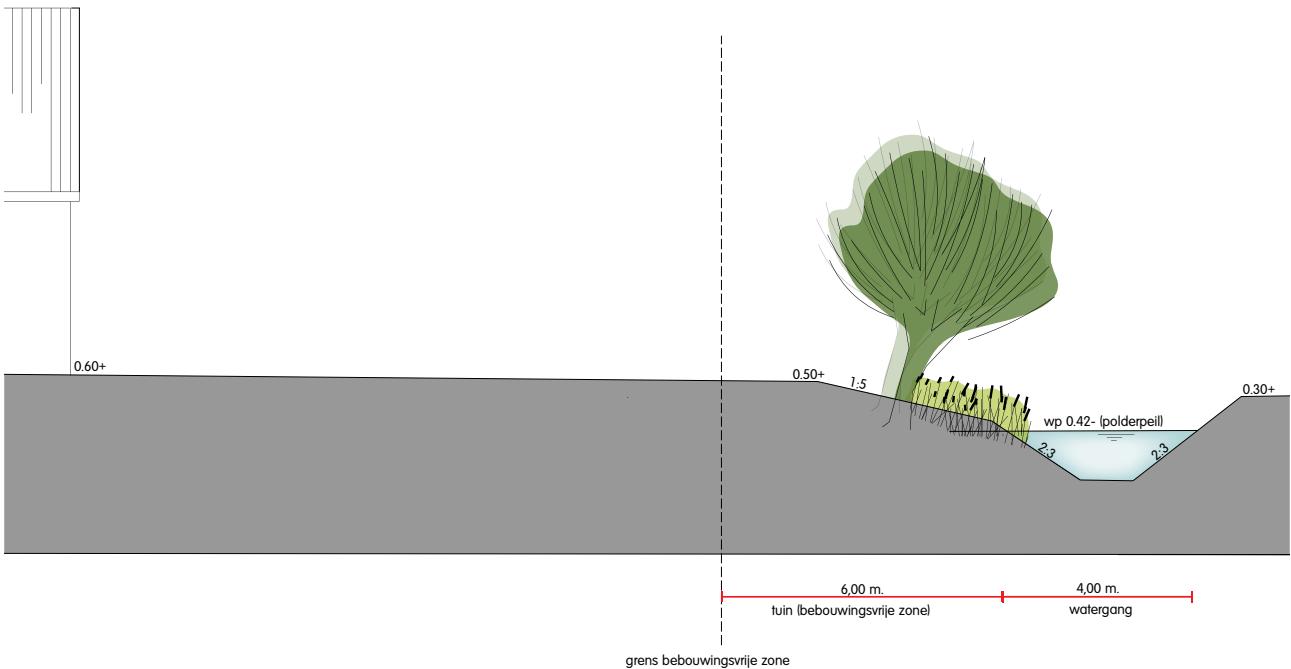 0.60+
0.50+
1:5
0.30+
wp 0.42- (polderpeil)
2:3
2:3
6,00 m.
4,00 m.
tuin (bebouwingsvrije zone)
watergang
grens bebouwingsvrije zone